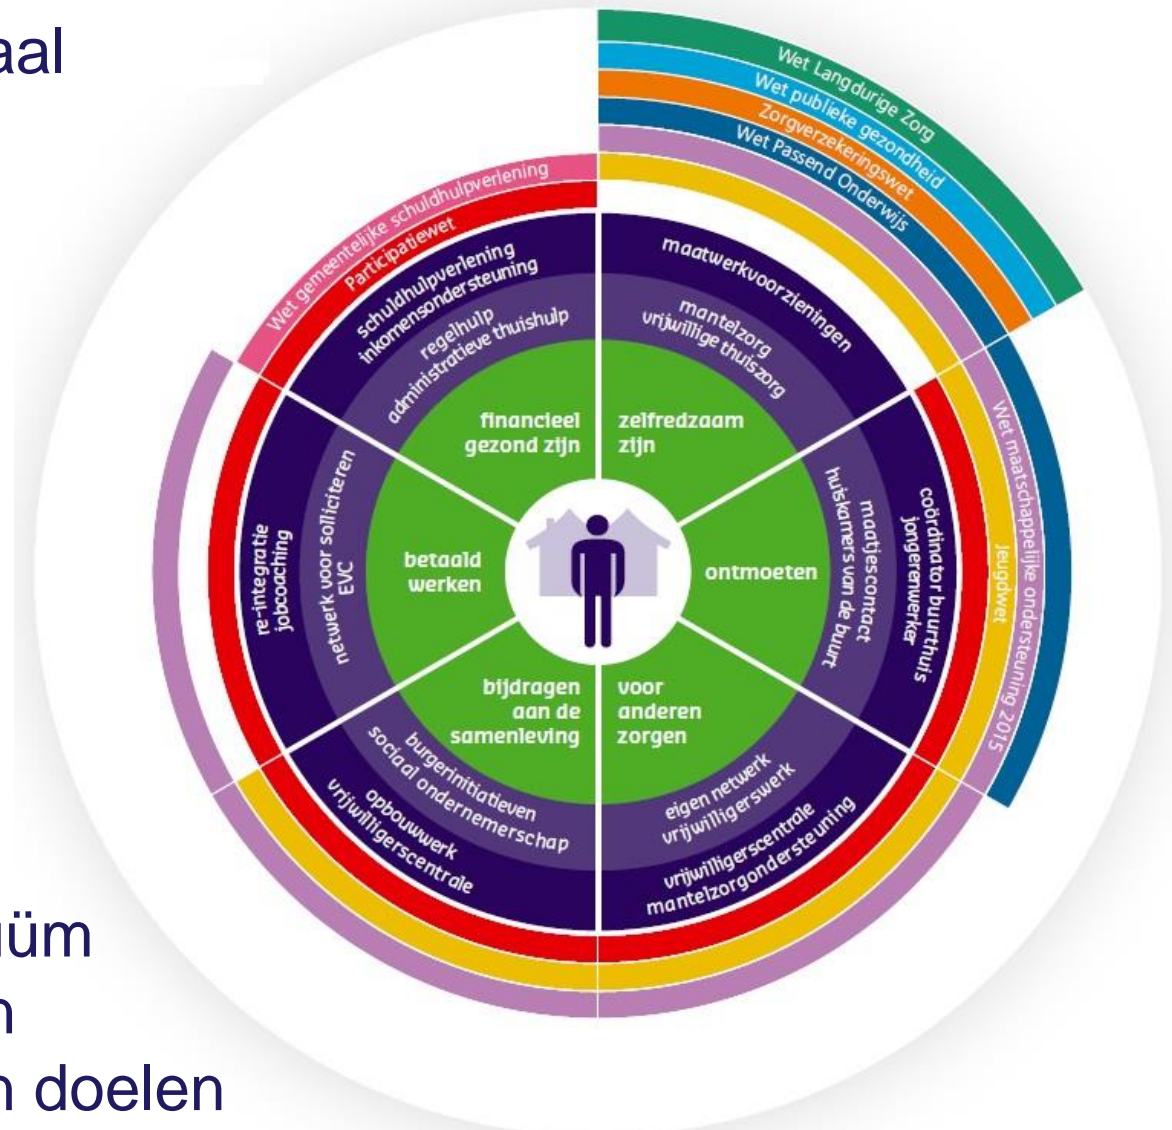 aal
Wet Langdurige Zorg
Wet publieke gezondheid
Zorgverzekeringswet
Wet Passend Onderwijs
Wet gemeentelijke schuldhulpverlening
Participatiewet
schuldhulpverlening
inkomensondersteuning
regelhulp
administratieve thuishulp
maatwerkvoorzieningen
mantelzorg
vrijwillige thuiszorg
financieel
gezond zijn
zelfredzaam
zijn
re-integratie
jobcoaching
netwerk voor solliciteren
EVC
betaald
werken
ontmoeten
maatjescontact
huiskamers van de buurt
coördinator buurthuis
jongerenwerker
Jeugdwet
Wet maatschappelijke ondersteuning 2015
bijdragen
aan de
samenleving
voor
anderen
zorgen
burgerinitiatieven
sociaal ondernemerschap
opbouwwerk
vrijwilligerscentrale
eigen netwerk
vrijwilligerswerk
vrijwilligerscentrale
mantelzorgondersteuning
üm
n
n doelen